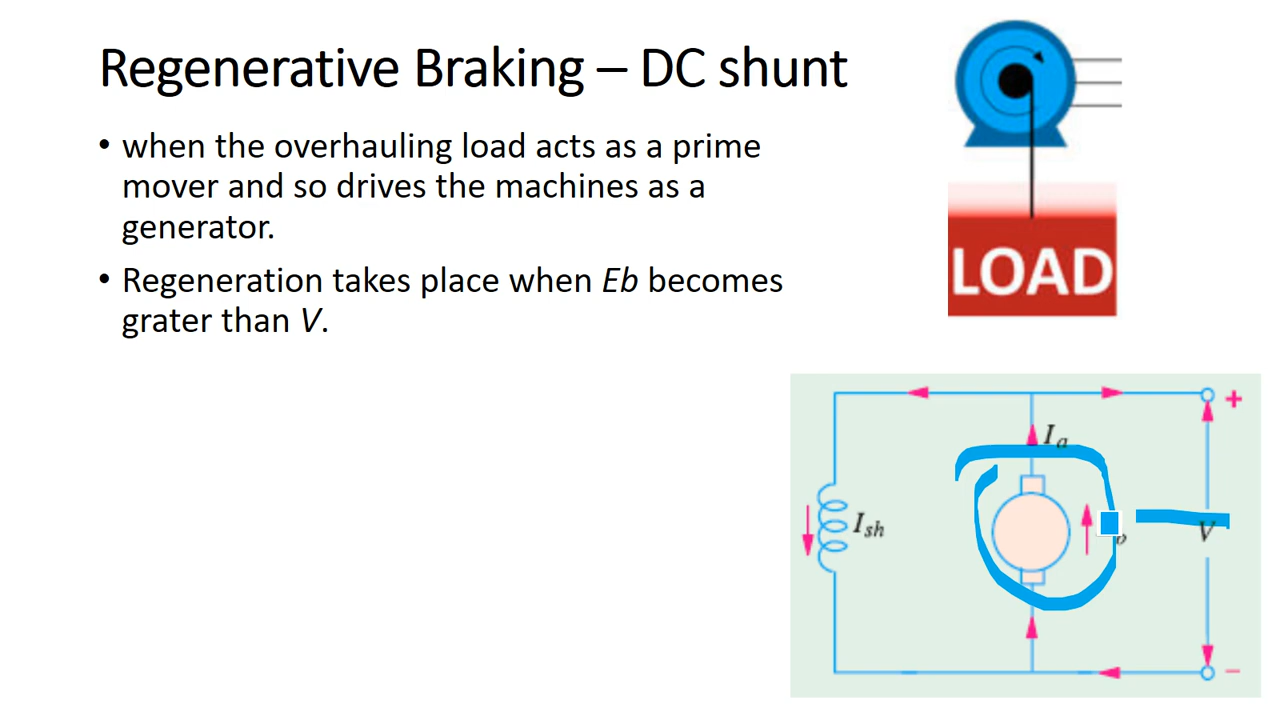 Regenerative Braking – DC shunt
• when the overhauling load acts as a prime
mover and so drives the machines as a
generator.
• Regeneration takes place when Eb becomes
grater than V.
LOAD
+
Ia
Ish
V
−